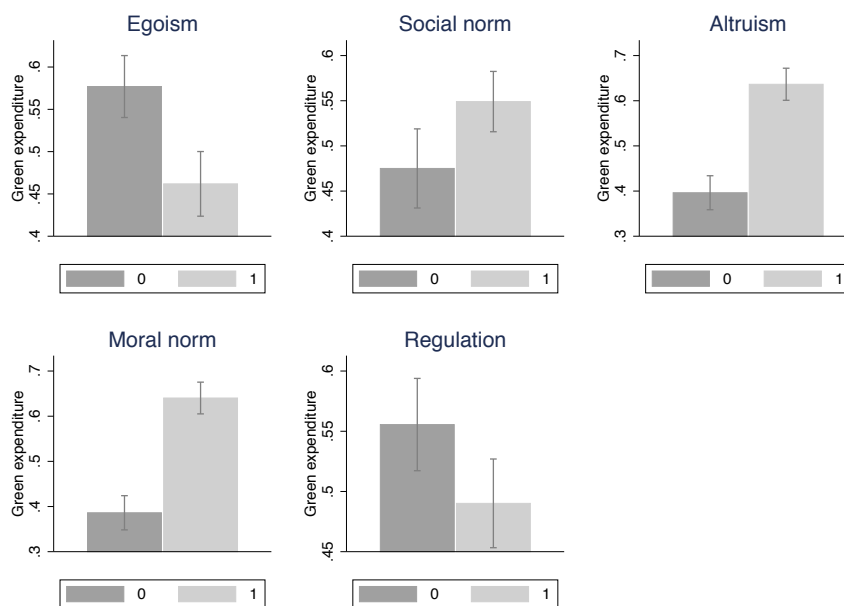 Egoism
Green expenditure
.4 .45 .5 .55 .6
0 1
Social norm
Green expenditure
.4 .45 .5 .55 .6
0 1
Altruism
Green expenditure
.3 .4 .5 .6 .7
0 1
Moral norm
Green expenditure
.3 .4 .5 .6 .7
0 1
Regulation
Green expenditure
.45 .5 .55 .6
0 1